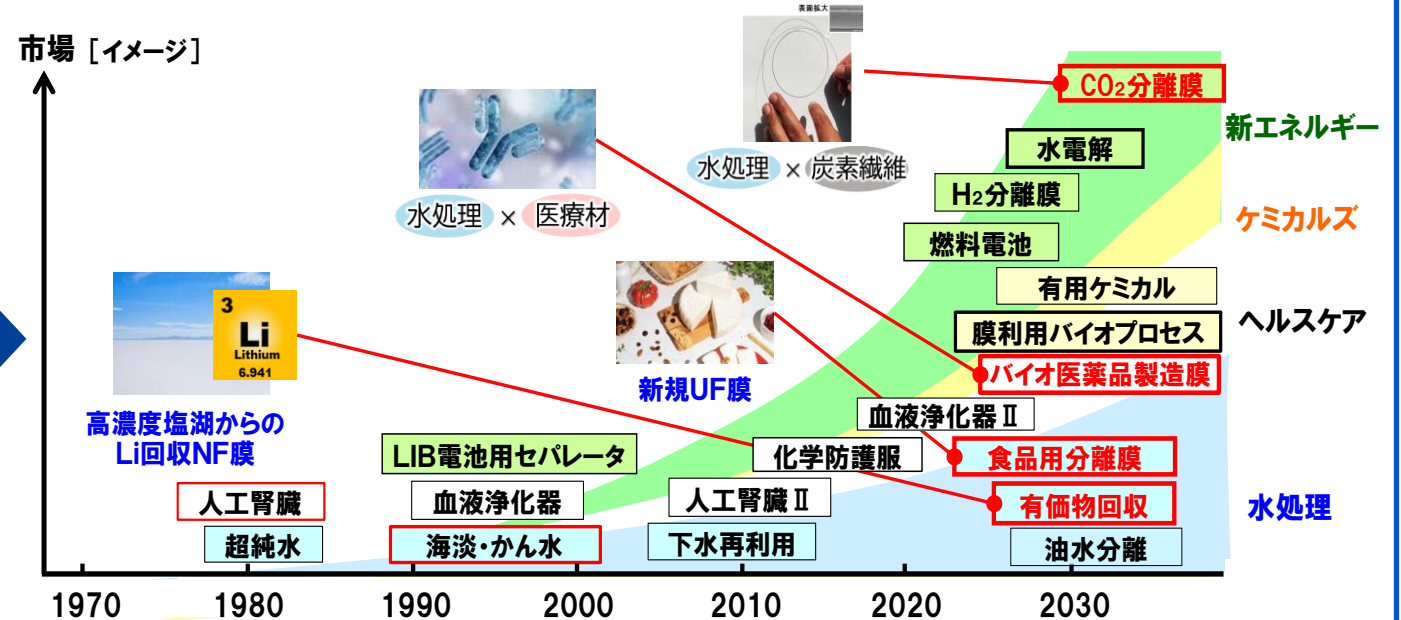 表面拡大
市場 [イメージ]
CO₂分離膜
新エネルギー
水電解
水処理 × 炭素繊維
H₂分離膜
水処理 × 医療材
ケミカルズ
燃料電池
有用ケミカル
3
Li
Lithium
6.941
ヘルスケア
膜利用バイオプロセス
バイオ医薬品製造膜
新規UF膜
血液浄化器Ⅱ
高濃度塩湖からの
Li回収NF膜
LIB電池用セパレータ
化学防護服
食品用分離膜
人工腎臓
血液浄化器
人工腎臓Ⅱ
有価物回収
水処理
超純水
海淡・かん水
下水再利用
油水分離
1970 1980 1990 2000 2010 2020 2030